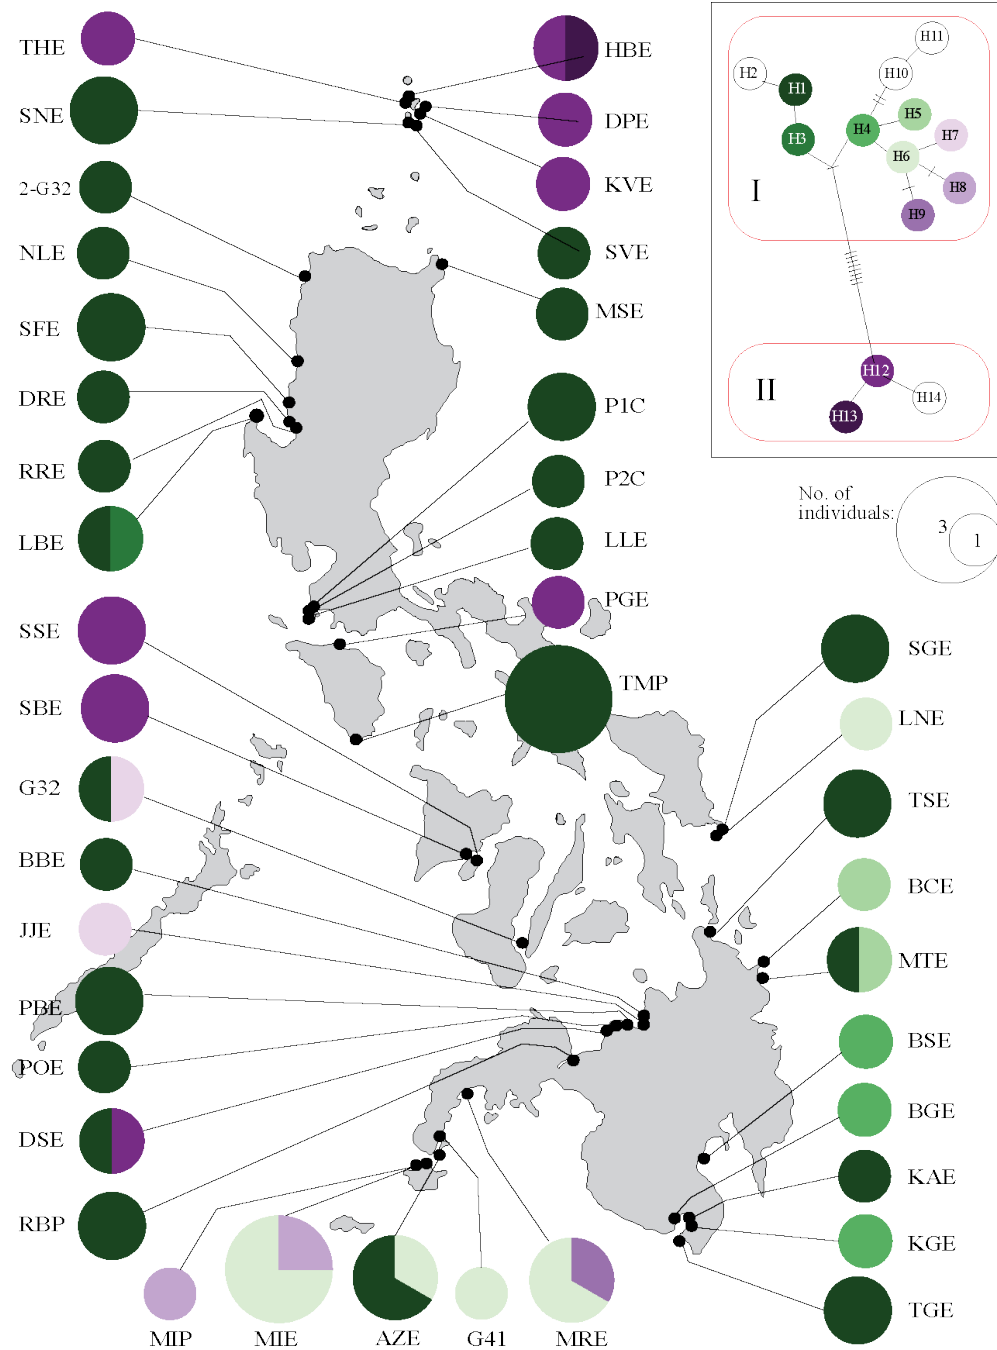 THE
SNE
2-G32
NLE
SFE
DRE
RRE
LBE
SSE
SBE
G32
BBE
JJE
PBE
POE
DSE
RBP
HBE
DPE
KVE
SVE
MSE
P1C
P2C
LLE
PGE
TMP
H11
H2
H10
H1
H5
H4
H7
H3
H6
H8
I
H9
H12
II
H14
H13
No. of
individuals:
3
1
SGE
LNE
TSE
BCE
MTE
BSE
BGE
KAE
KGE
TGE
MIP
MIE
AZE
G41
MRE